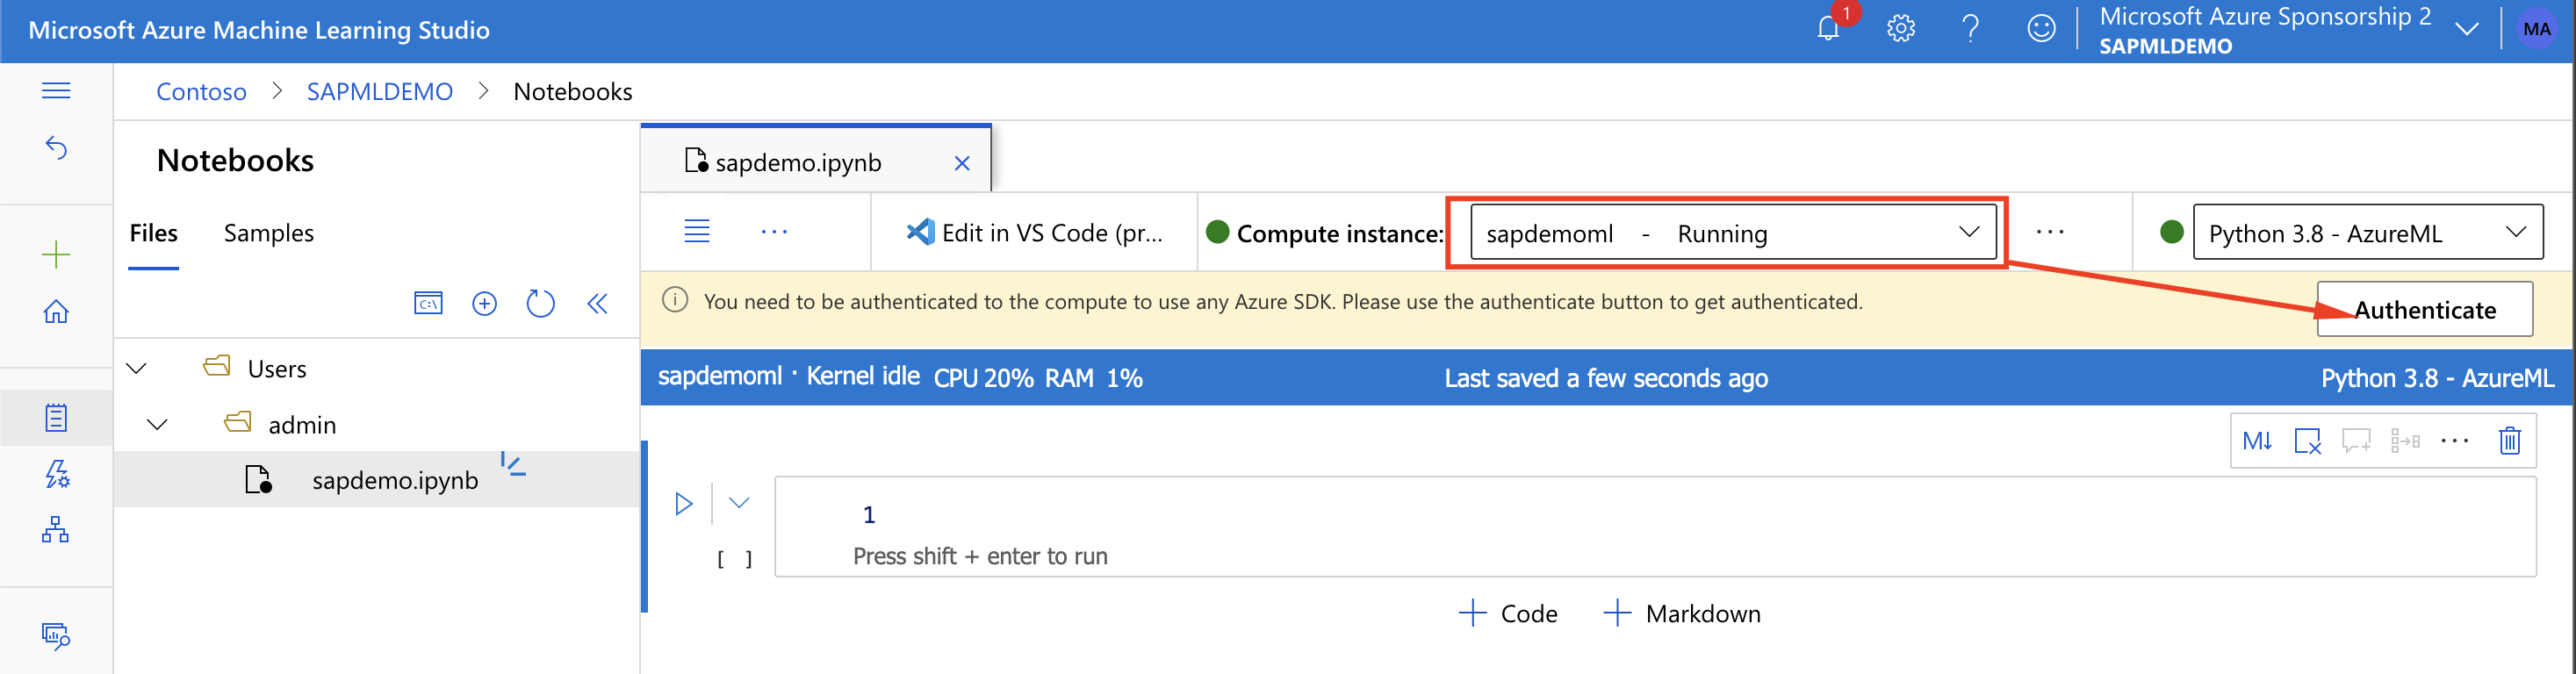 Microsoft Azure Machine Learning Studio
1
Microsoft Azure Sponsorship 2
SAPMLDEMO
MA
Contoso > SAPMLDEMO > Notebooks
Notebooks
sapdemo.ipynb
Files Samples
Edit in VS Code (pr...
Compute instance: sapdemoml - Running
Python 3.8 - AzureML
C:\
You need to be authenticated to the compute to use any Azure SDK. Please use the authenticate button to get authenticated.
Authenticate
Users
admin
sapdemo.ipynb
sapdemoml · Kernel idle CPU 20% RAM 1%
Last saved a few seconds ago
Python 3.8 - AzureML
M↓
1
[ ]
Press shift + enter to run
Code
Markdown